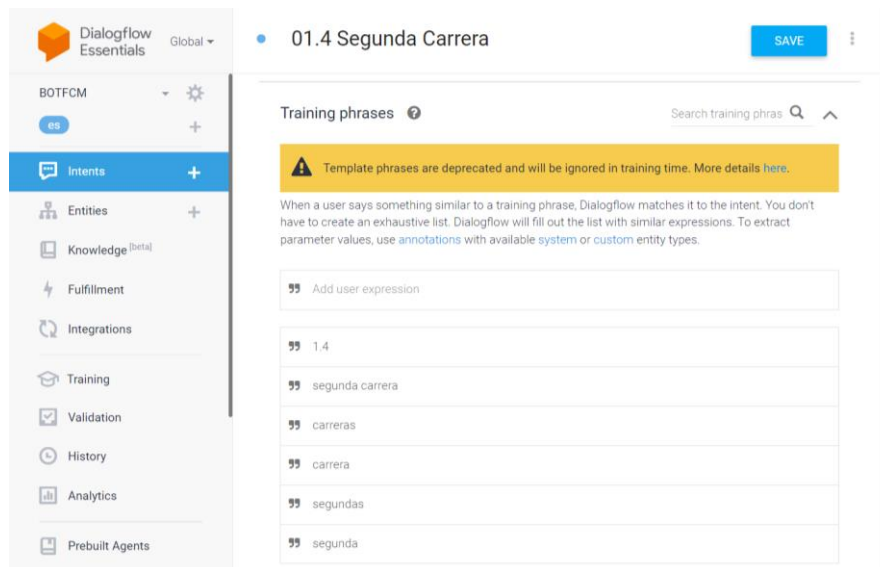 Dialogflow
Essentials
Global
01.4 Segunda Carrera
SAVE
BOTFCM
es
Intents
Entities
Knowledge [beta]
Fulfillment
Integrations
Training
Validation
History
Analytics
Prebuilt Agents
Training phrases
Search training phras
Template phrases are deprecated and will be ignored in training time. More details here.
When a user says something similar to a training phrase, Dialogflow matches it to the intent. You don't
have to create an exhaustive list. Dialogflow will fill out the list with similar expressions. To extract
parameter values, use annotations with available system or custom entity types.
Add user expression
1.4
segunda carrera
carreras
carrera
segundas
segunda